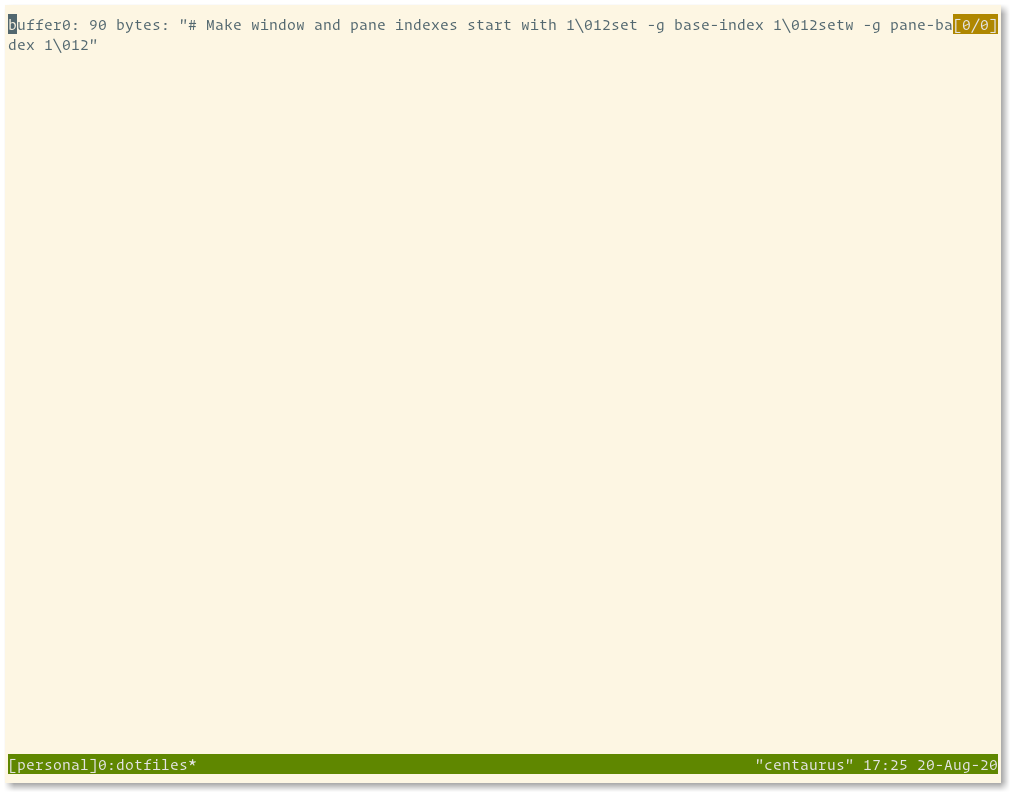 buffer0: 90 bytes: "# Make window and pane indexes start with 1\012set -g base-index 1\012setw -g pane-ba[0/0]
dex 1\012"
[personal]0:dotfiles* "centaurus" 17:25 20-Aug-20